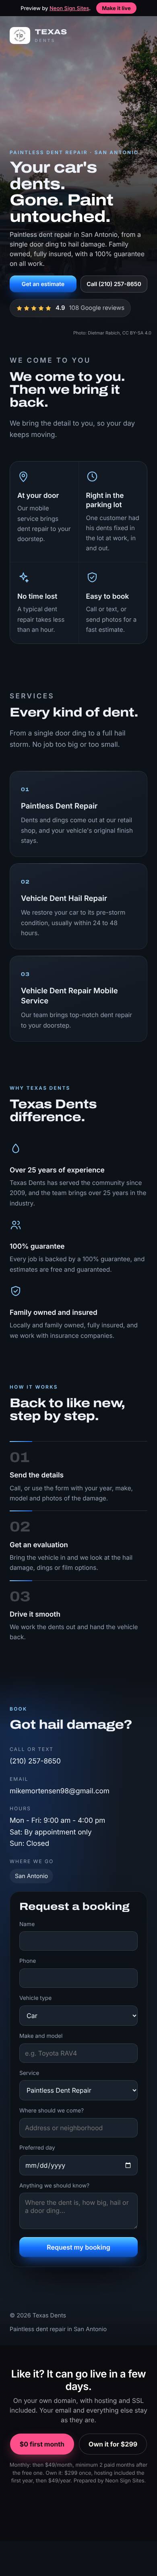 Preview by Neon Sign Sites.
Make it live
TEXAS
DENTS
PAINTLESS DENT REPAIR · SAN ANTONIO
Your car's
dents.
Gone. Paint
untouched.
Paintless dent repair in San Antonio, from a
single door ding to hail damage. Family
owned, fully insured, with a 100% guarantee
on all work.
Get an estimate
Call (210) 257-8650
4.9 108 Google reviews
Photo: Dietmar Rabich, CC BY-SA 4.0
WE COME TO YOU
We come to you.
Then we bring it
back.
We bring the detail to you, so your day
keeps moving.
At your door
Our mobile
service brings
dent repair to your
doorstep.
Right in the
parking lot
One customer had
his dents fixed in
the lot at work, in
and out.
No time lost
A typical dent
repair takes less
than an hour.
Easy to book
Call or text, or
send photos for a
fast estimate.
SERVICES
Every kind of dent.
From a single door ding to a full hail
storm. No job too big or too small.
01
Paintless Dent Repair
Dents and dings come out at our retail
shop, and your vehicle's original finish
stays.
02
Vehicle Dent Hail Repair
We restore your car to its pre-storm
condition, usually within 24 to 48
hours.
03
Vehicle Dent Repair Mobile
Service
Our team brings top-notch dent repair
to your doorstep.
WHY TEXAS DENTS
Texas Dents
difference.
Over 25 years of experience
Texas Dents has served the community since
2009, and the team brings over 25 years in the
industry.
100% guarantee
Every job is backed by a 100% guarantee, and
estimates are free and guaranteed.
Family owned and insured
Locally and family owned, fully insured, and
we work with insurance companies.
HOW IT WORKS
Back to like new,
step by step.
01
Send the details
Call, or use the form with your year, make,
model and photos of the damage.
02
Get an evaluation
Bring the vehicle in and we look at the hail
damage, dings or film options.
03
Drive it smooth
We work the dents out and hand the vehicle
back.
BOOK
Got hail damage?
CALL OR TEXT
(210) 257-8650
EMAIL
mikemortensen98@gmail.com
HOURS
Mon - Fri: 9:00 am - 4:00 pm
Sat: By appointment only
Sun: Closed
WHERE WE GO
San Antonio
Request a booking
Name
Phone
Vehicle type
Car
Make and model
e.g. Toyota RAV4
Service
Paintless Dent Repair
Where should we come?
Address or neighborhood
Preferred day
mm/dd/yyyy
Anything we should know?
Where the dent is, how big, hail or
a door ding...
Request my booking
© 2026 Texas Dents
Paintless dent repair in San Antonio
Like it? It can go live in a few
days.
On your own domain, with hosting and SSL
included. Your email and everything else stay
as they are.
$0 first month
Own it for $299
Monthly: then $49/month, minimum 2 paid months after
the free one. Own it: $299 once, hosting included the
first year, then $49/year. Prepared by Neon Sign Sites.